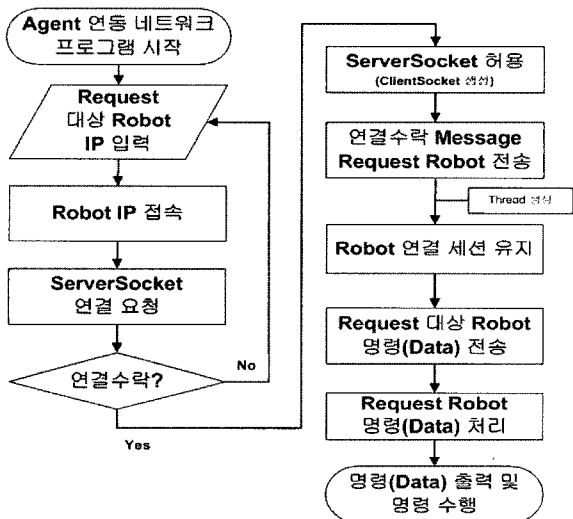 Agent 연동 네트워크
프로그램 시작
Request
대상 Robot
IP 입력
Robot IP 접속
ServerSocket
연결 요청
연결수락?
No
Yes
ServerSocket 허용
(ClientSocket 생성)
연결수락 Message
Request Robot 전송
Thread 생성
Robot 연결 세션 유지
Request 대상 Robot
명령(Data) 전송
Request Robot
명령(Data) 처리
명령(Data) 출력 및
명령 수행